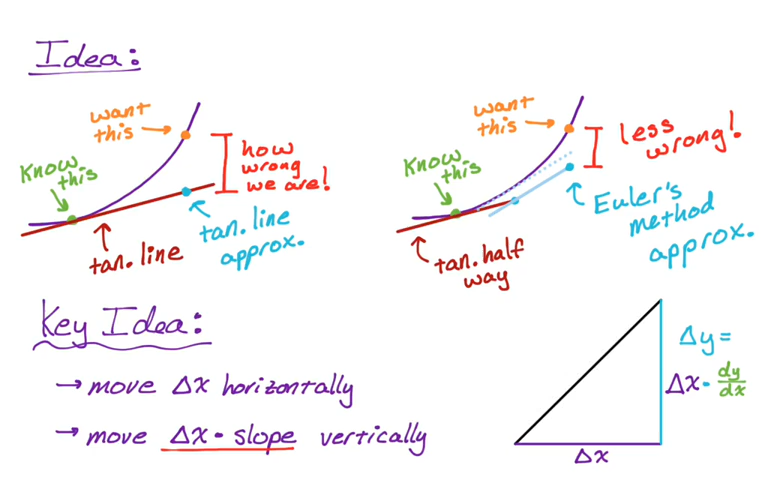 Idea:
want
this →
Know
this
how
wrong
we are!
tan. line
tan. line
approx.
want
this →
Know
this
less
wrong!
tan. half
way
Euler's
method
approx.
Key Idea:
→ move Δx horizontally
→ move Δx · slope vertically
Δy =
Δx · dy/dx
Δx